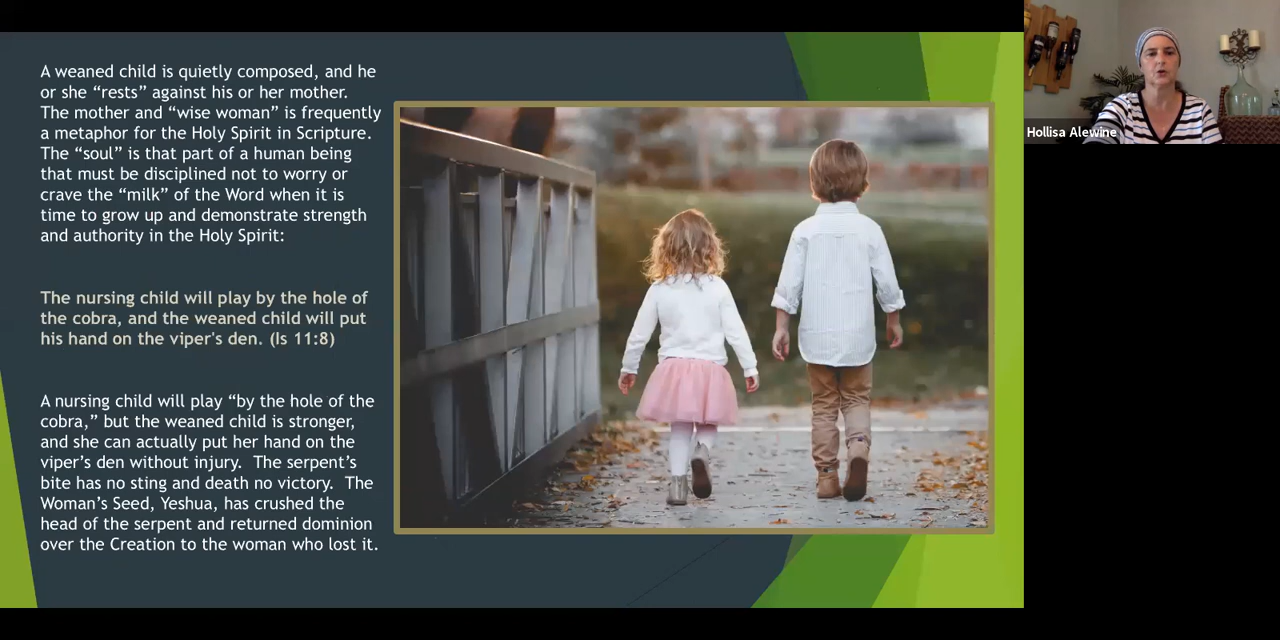 A weaned child is quietly composed, and he
or she “rests” against his or her mother.
The mother and “wise woman” is frequently
a metaphor for the Holy Spirit in Scripture.
The “soul” is that part of a human being
that must be disciplined not to worry or
crave the “milk” of the Word when it is
time to grow up and demonstrate strength
and authority in the Holy Spirit:
The nursing child will play by the hole of
the cobra, and the weaned child will put
his hand on the viper's den. (Is 11:8)
A nursing child will play “by the hole of the
cobra,” but the weaned child is stronger,
and she can actually put her hand on the
viper’s den without injury.  The serpent’s
bite has no sting and death no victory.  The
Woman’s Seed, Yeshua, has crushed the
head of the serpent and returned dominion
over the Creation to the woman who lost it.
Hollisa Alewine